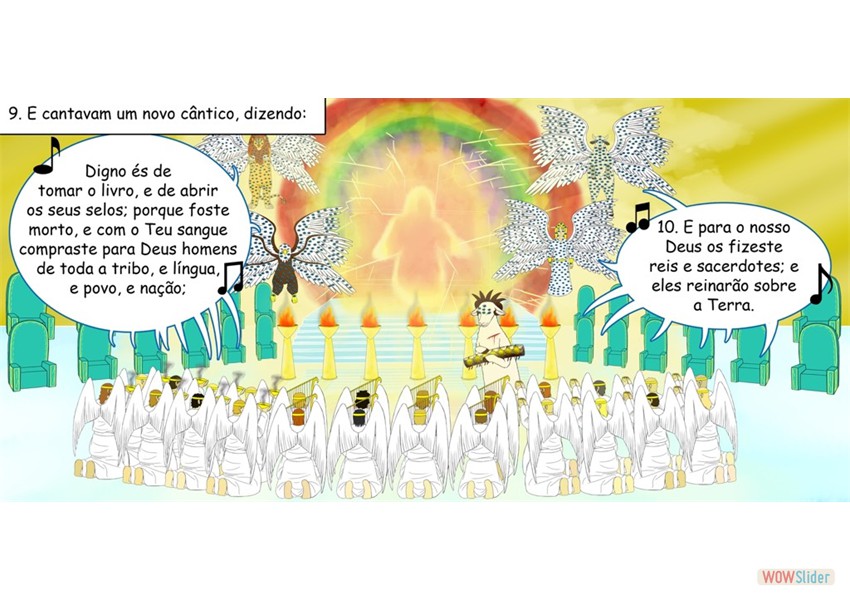 9. E cantavam um novo cântico, dizendo:
Digno és de
tomar o livro, e de abrir
os seus selos; porque foste
morto, e com o Teu sangue
compraste para Deus homens
de toda a tribo, e língua,
e povo, e nação;
10. E para o nosso
Deus os fizeste
reis e sacerdotes; e
eles reinarão sobre
a Terra.
WOWSlider